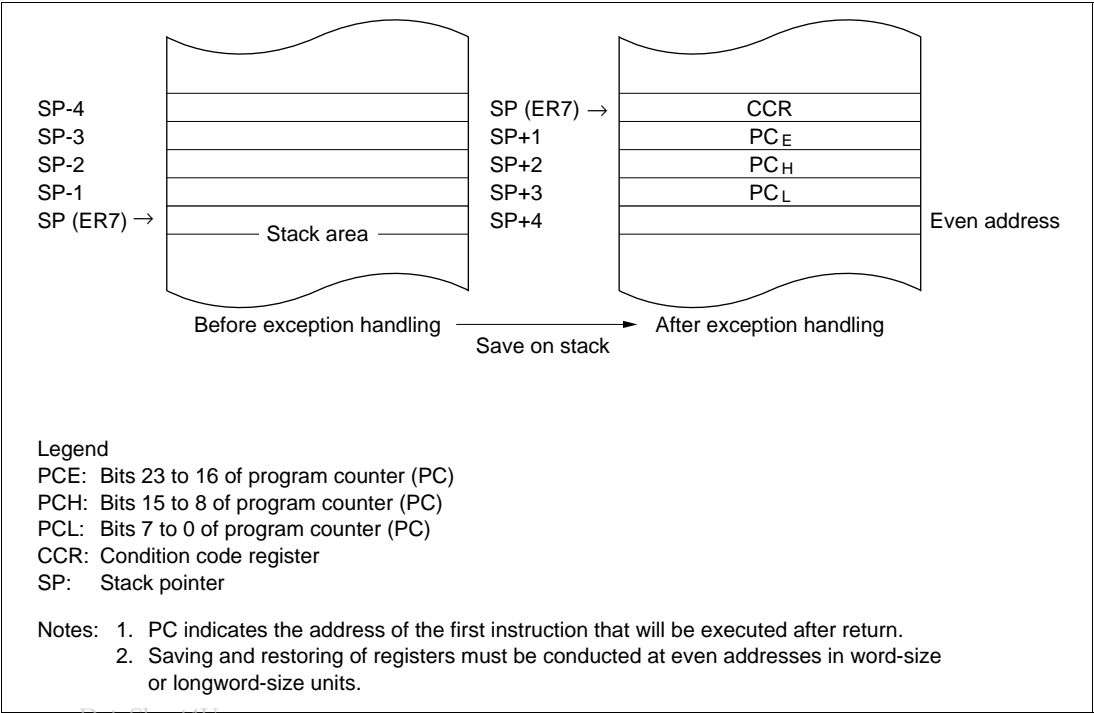 SP-4
SP-3
SP-2
SP-1
SP (ER7) →
Stack area
Before exception handling
SP (ER7) →
SP+1
SP+2
SP+3
SP+4
CCR
PC E
PC H
PC L
Even address
After exception handling
Save on stack
Legend
PCE: Bits 23 to 16 of program counter (PC)
PCH: Bits 15 to 8 of program counter (PC)
PCL: Bits 7 to 0 of program counter (PC)
CCR: Condition code register
SP: Stack pointer
Notes: 1. PC indicates the address of the first instruction that will be executed after return.
2. Saving and restoring of registers must be conducted at even addresses in word-size
or longword-size units.